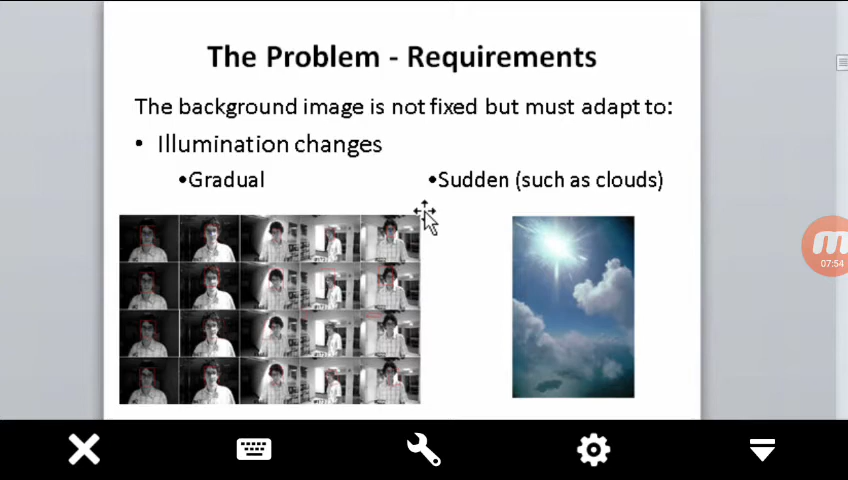 The Problem - Requirements
The background image is not fixed but must adapt to:
• Illumination changes
•Gradual
•Sudden (such as clouds)
07:54